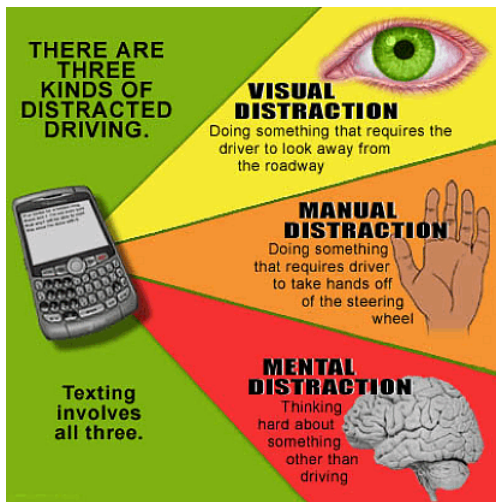 THERE ARE
THREE
KINDS OF
DISTRACTED
DRIVING.
VISUAL
DISTRACTION
Doing something that requires the
driver to look away from
the roadway
MANUAL
DISTRACTION
Doing something
that requires driver
to take hands off
of the steering
wheel
MENTAL
DISTRACTION
Thinking
hard about
something
other than
driving
Texting
involves
all three.